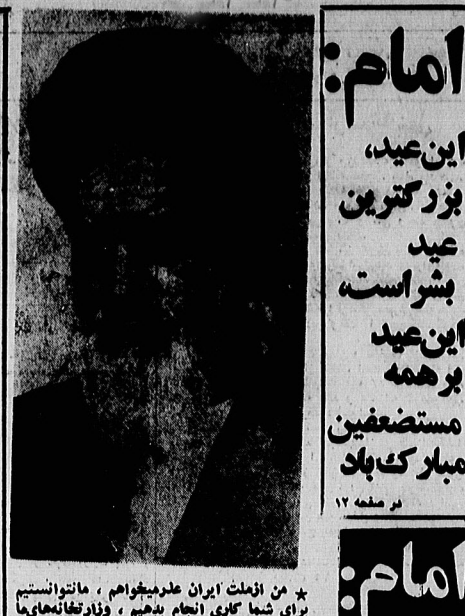 امام:
این عید،
بزرگترین
عید
بشراست،
این عید
برهمه
مستضعفین
مبارک باد
در صفحه ۱۲
امام:
★ من ازملت ایران عذرمیخواهم ، مانتوانستیم
برای شما کاری انجام بدهیم ، وزارتخانه‌های‌ما